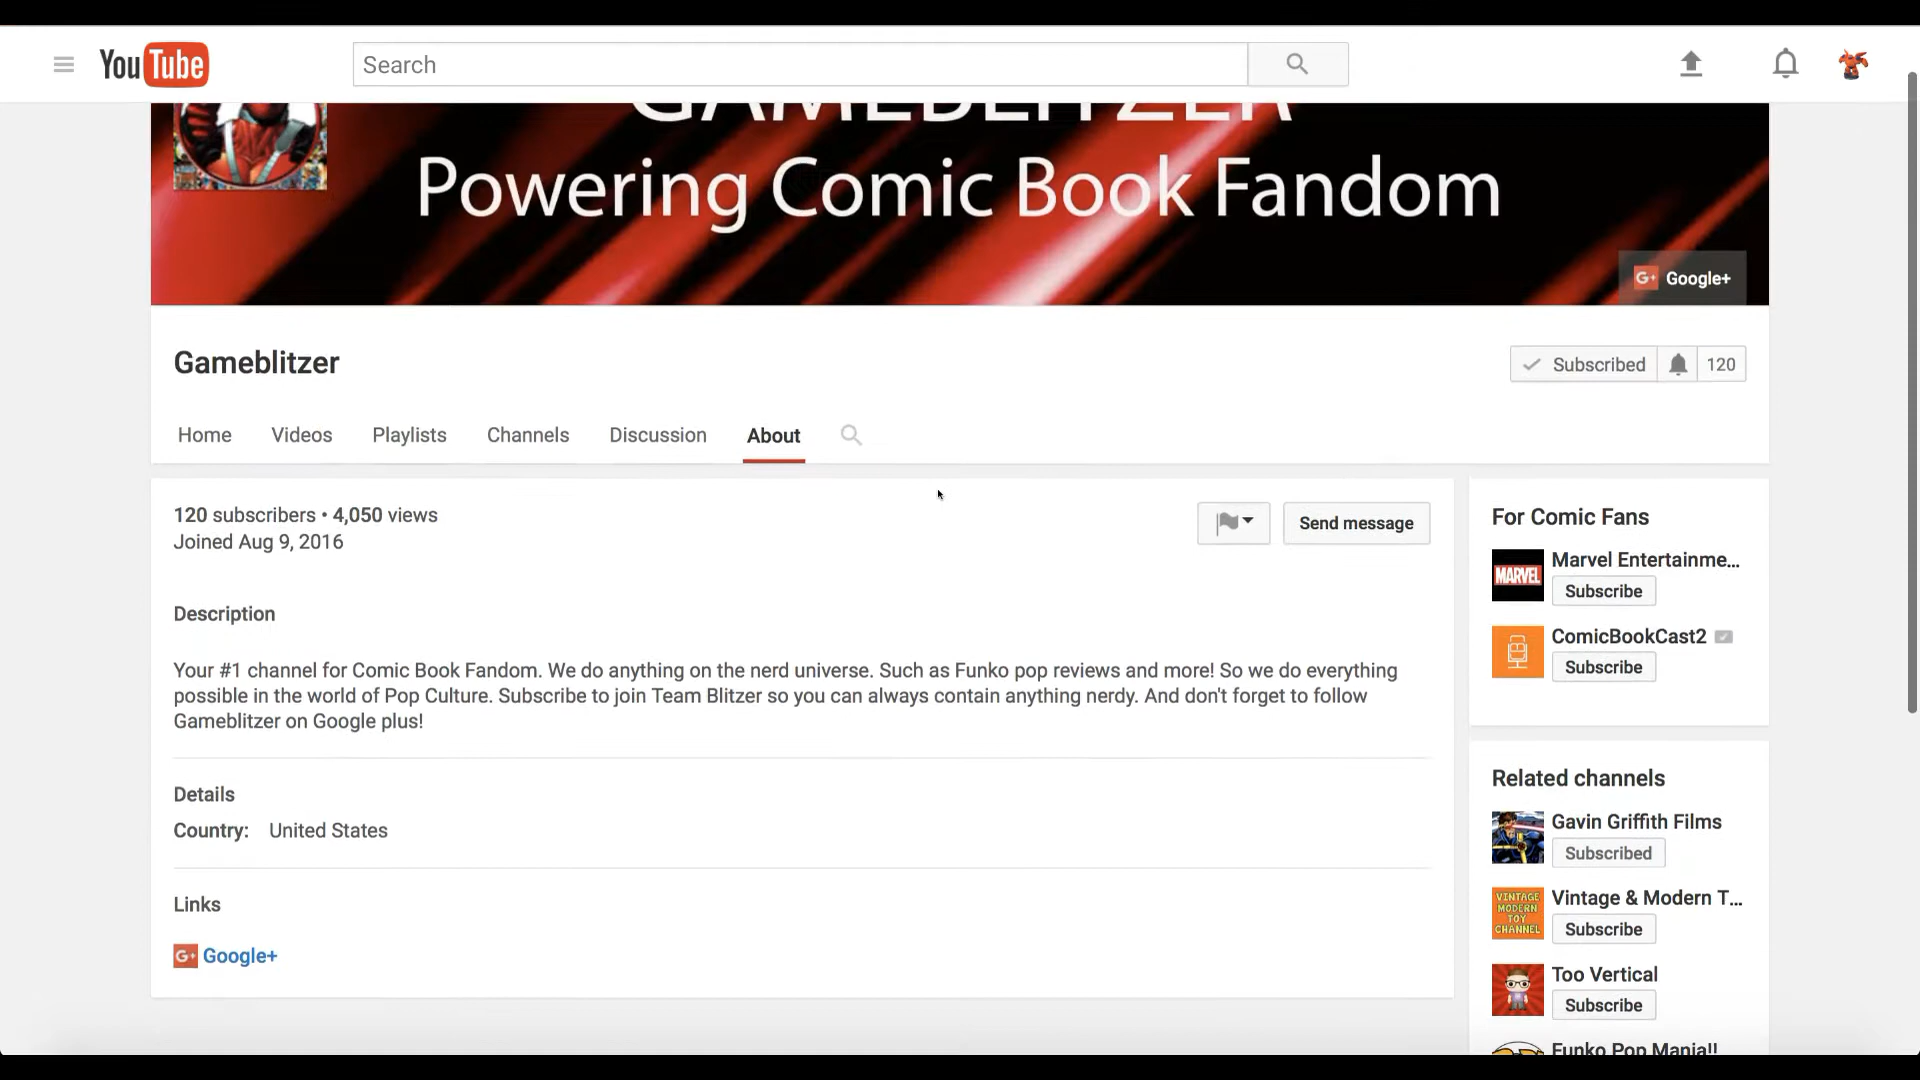 YouTube
Search
GAMEBLITZER
Powering Comic Book Fandom
G+ Google+
Gameblitzer
Subscribed 120
Home Videos Playlists Channels Discussion About
120 subscribers • 4,050 views
Joined Aug 9, 2016
Send message
Description
Your #1 channel for Comic Book Fandom. We do anything on the nerd universe. Such as Funko pop reviews and more! So we do everything
possible in the world of Pop Culture. Subscribe to join Team Blitzer so you can always contain anything nerdy. And don't forget to follow
Gameblitzer on Google plus!
Details
Country: United States
Links
G+ Google+
For Comic Fans
MARVEL
Marvel Entertainme...
Subscribe
ComicBookCast2
Subscribe
Related channels
Gavin Griffith Films
Subscribed
VINTAGE
MODERN
TOY
CHANNEL
Vintage & Modern T...
Subscribe
Too Vertical
Subscribe
Funko Pop Mania!!